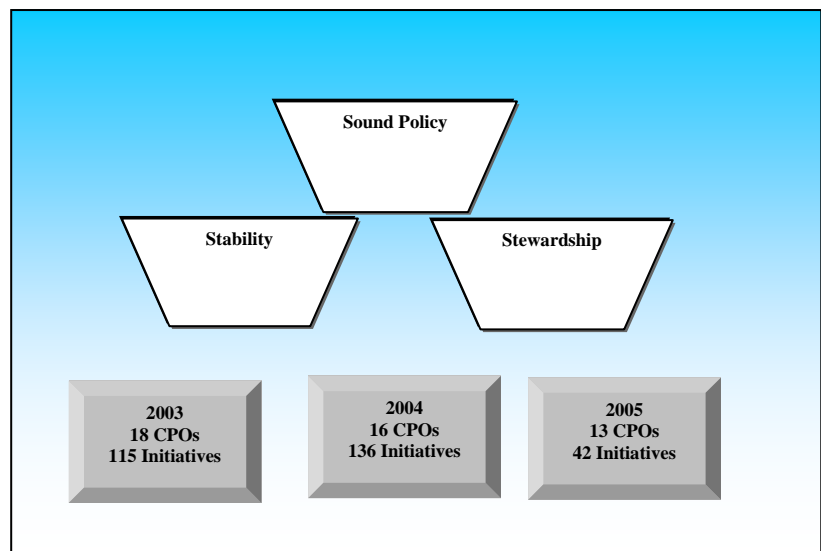 Sound Policy
Stability
Stewardship
2003
18 CPOs
115 Initiatives
2004
16 CPOs
136 Initiatives
2005
13 CPOs
42 Initiatives